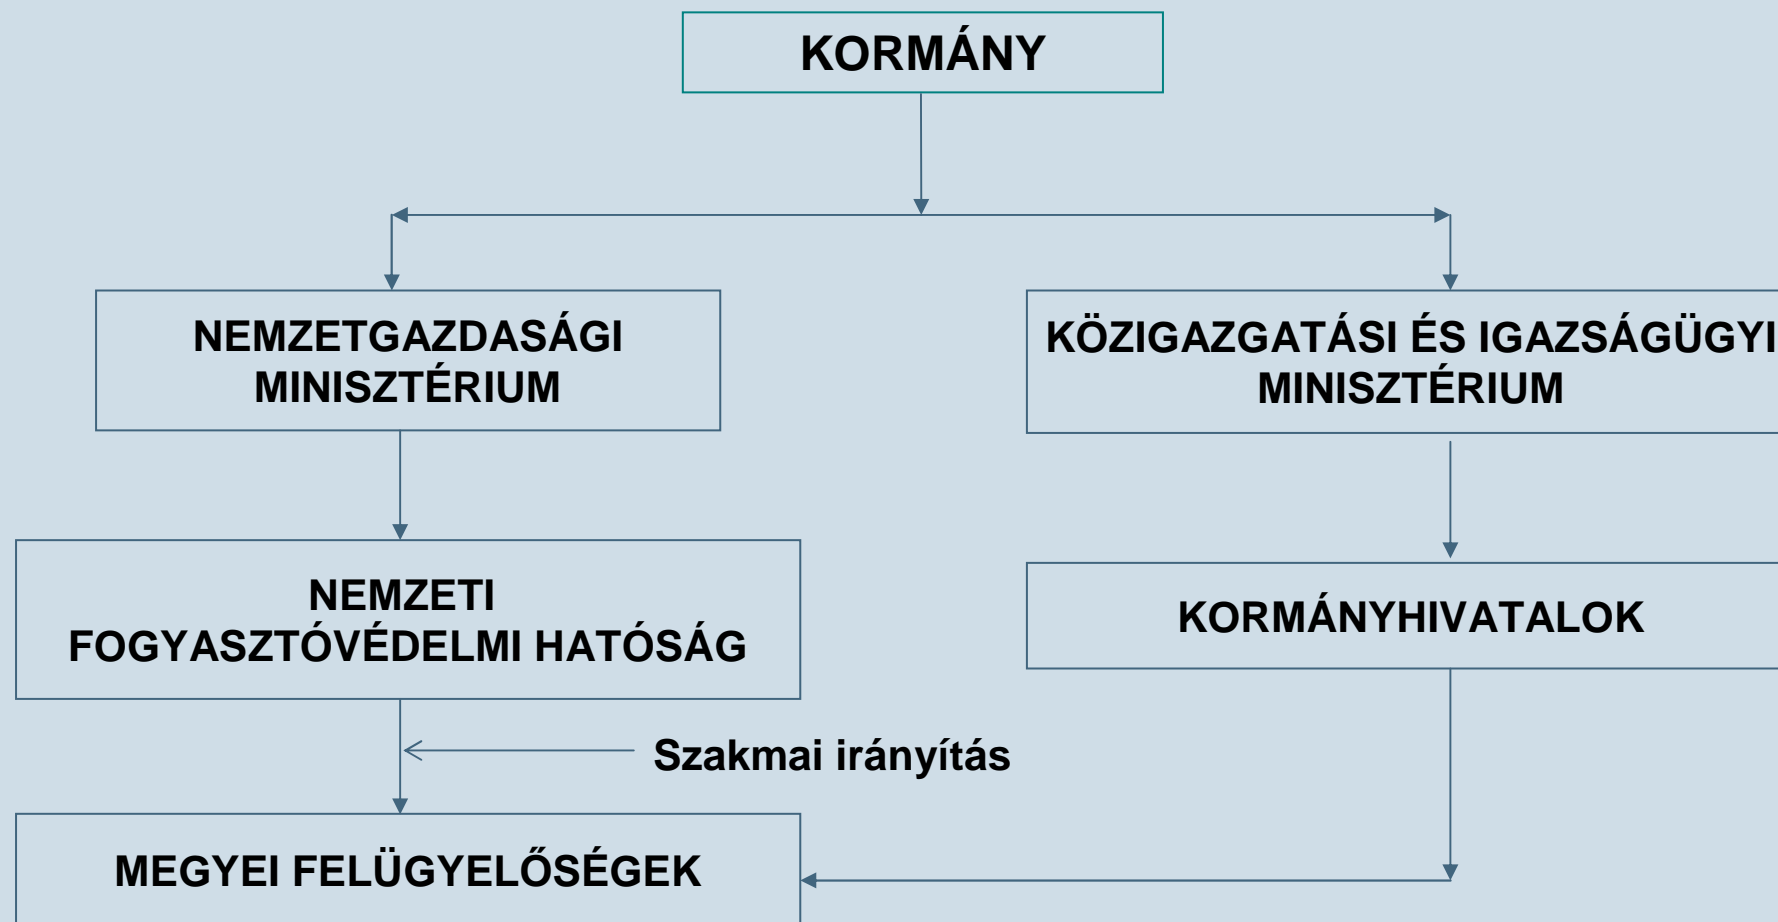 KORMÁNY
NEMZETGAZDASÁGI
MINISZTÉRIUM
KÖZIGAZGATÁSI ÉS IGAZSÁGÜGYI
MINISZTÉRIUM
NEMZETI
FOGYASZTÓVÉDELMI HATÓSÁG
KORMÁNYHIVATALOK
Szakmai irányítás
MEGYEI FELÜGYELŐSÉGEK